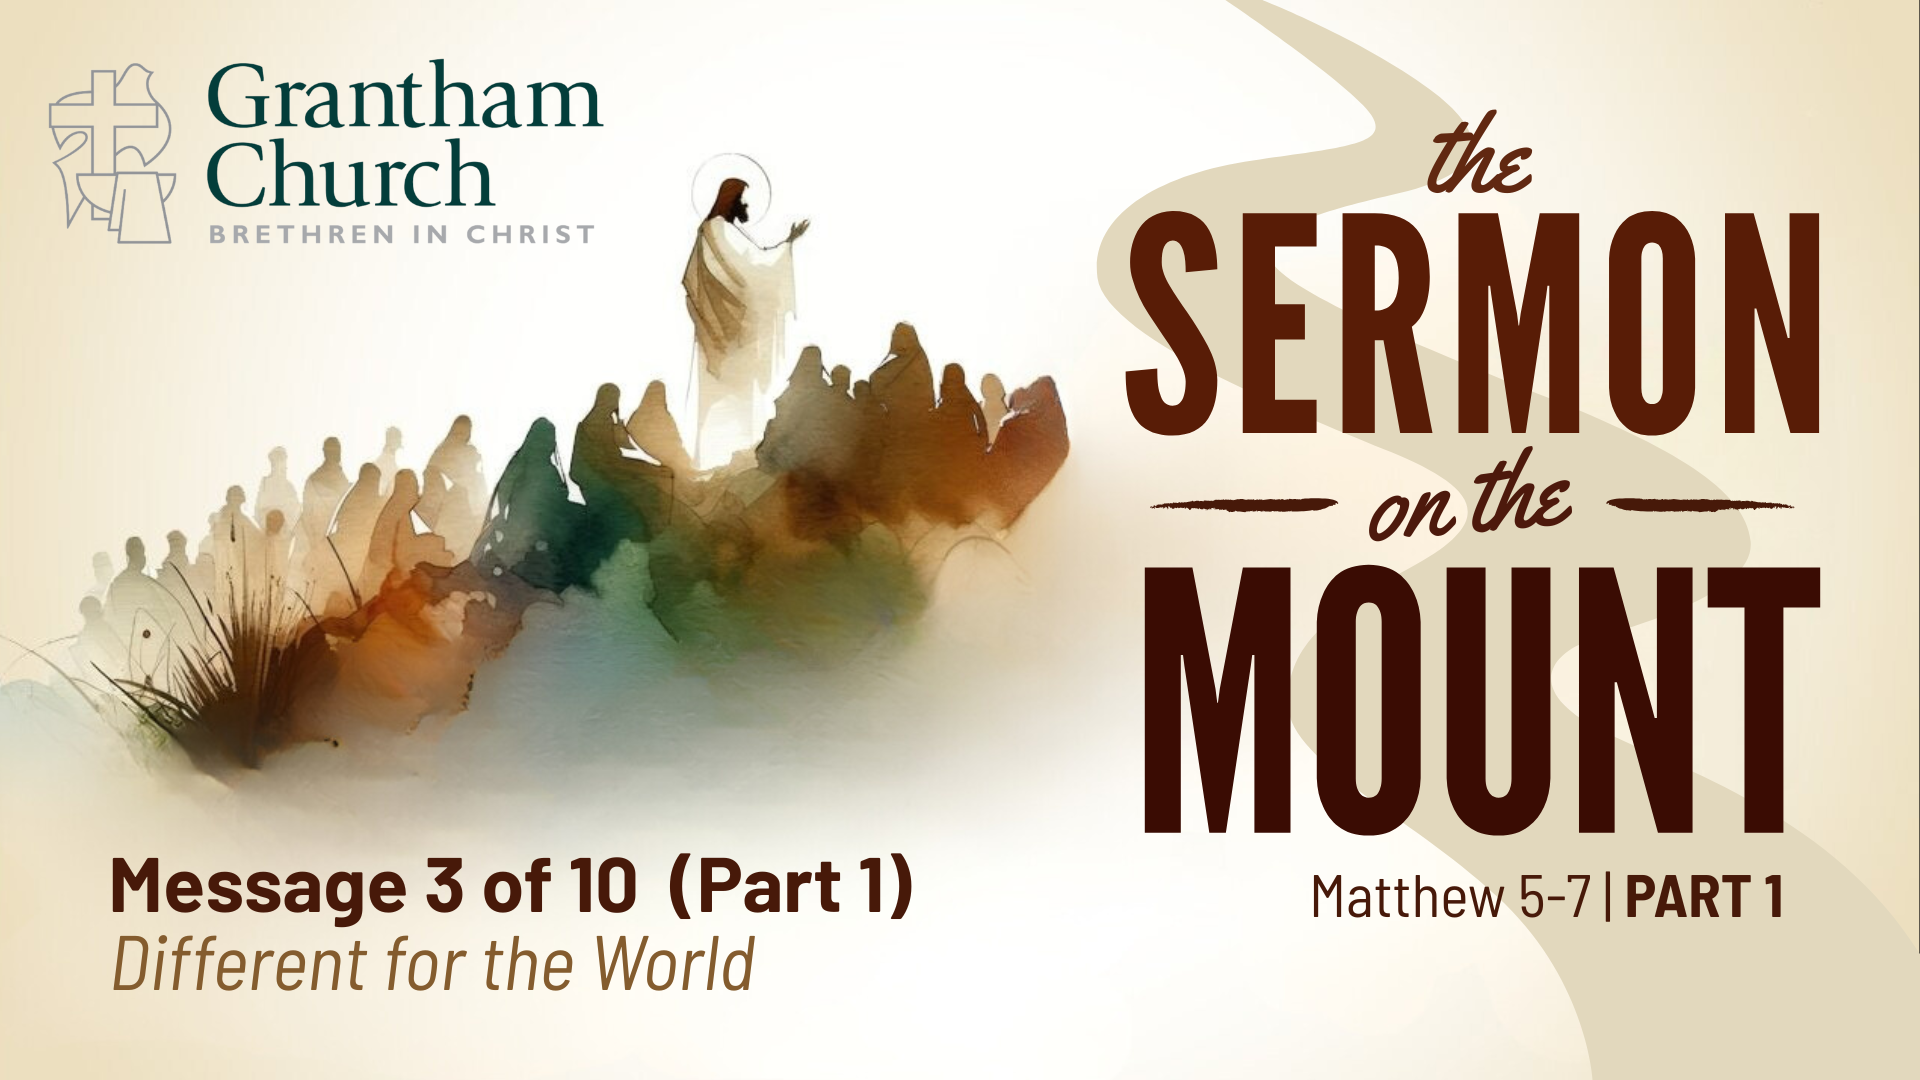 Grantham
Church
BRETHREN IN CHRIST
the
SERMON
on the
MOUNT
Matthew 5-7 | PART 1
Message 3 of 10 (Part 1)
Different for the World